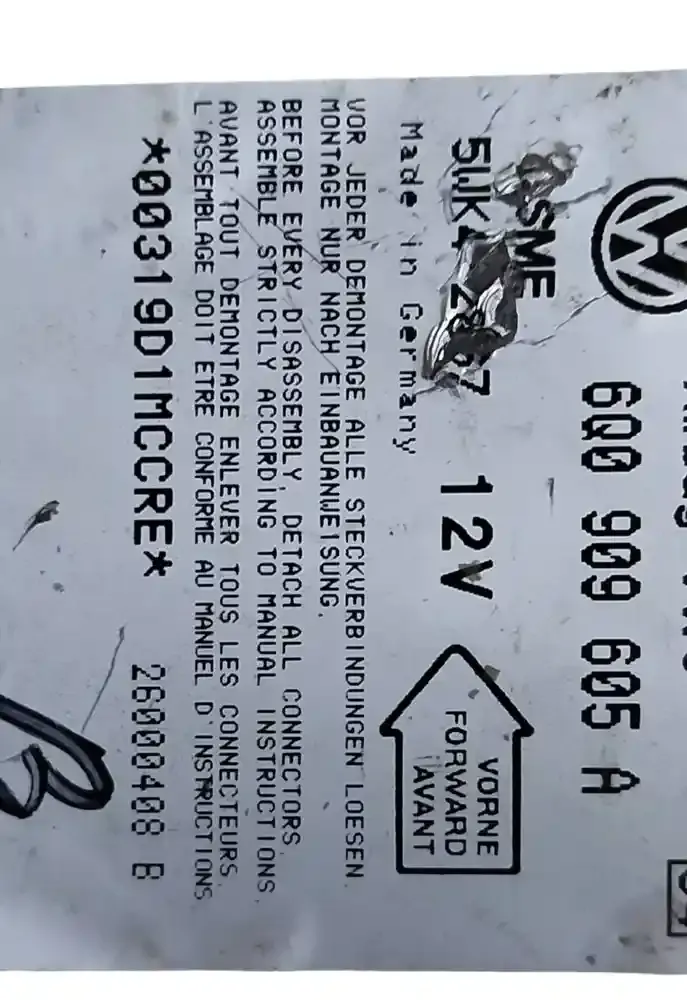 6Q0 909 605 A
SME
12V
Made in Germany
VORNE
FORWARD
AVANT
VOR JEDER DEMONTAGE ALLE STECKVERBINDUNGEN LOESEN.
MONTAGE NUR NACH EINBAUANWEISUNG.
BEFORE EVERY DISASSEMBLY, DETACH ALL CONNECTORS.
ASSEMBLE STRICTLY ACCORDING TO MANUAL INSTRUCTIONS.
AVANT TOUT DEMONTAGE ENLEVER TOUS LES CONNECTEURS.
L'ASSEMBLAGE DOIT ETRE CONFORME AU MANUEL D'INSTRUCTIONS
*00319D1MCCRE* 26000408 B